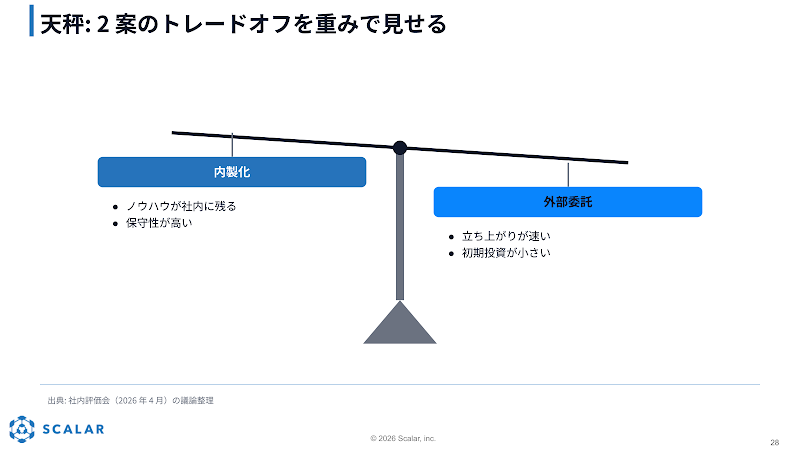 天秤: 2 案のトレードオフを重みで見せる
内製化
● ノウハウが社内に残る
● 保守性が高い
外部委託
● 立ち上がりが速い
● 初期投資が小さい
出典: 社内評価会（2026 年 4 月）の議論整理
SCALAR
© 2026 Scalar, inc.
28